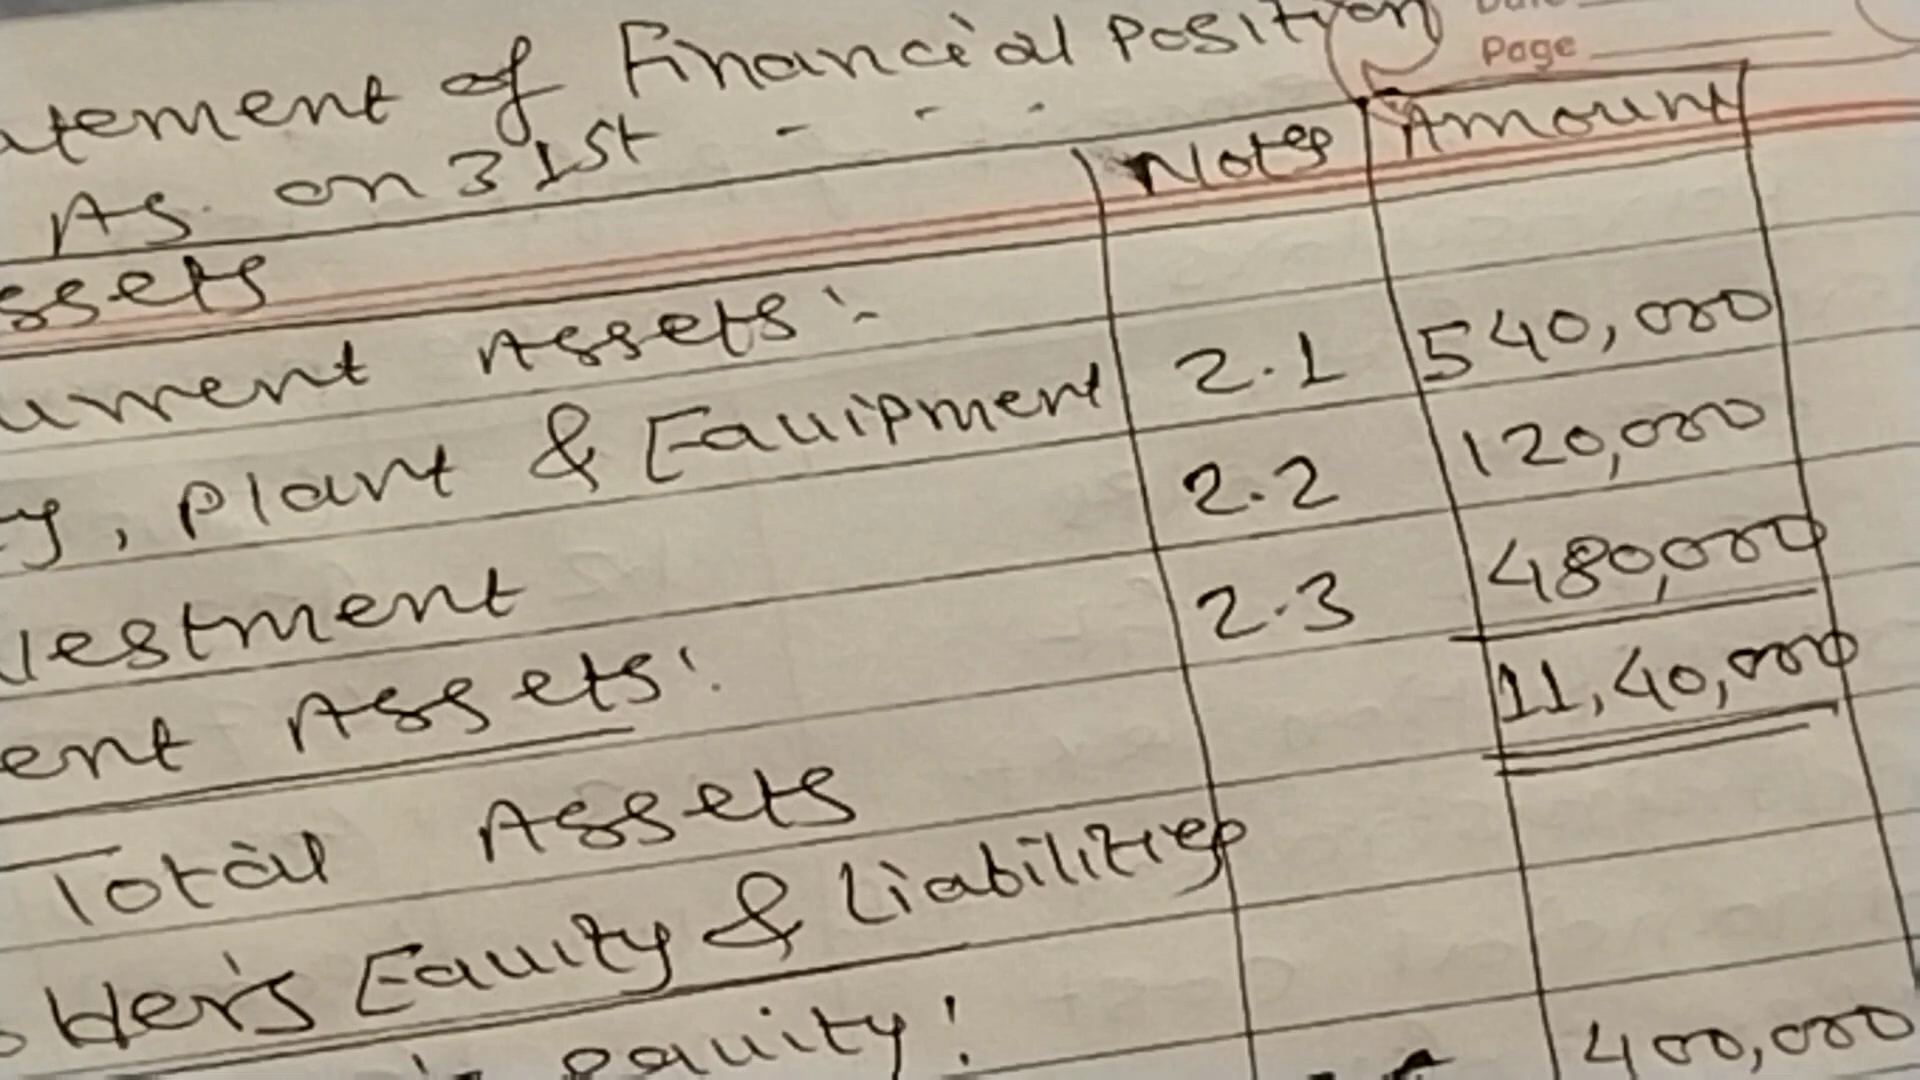 atement of Financial Position
Page
As on 31st - - -
Notes Amount
ssets
urrent Assets:-
y, Plant & Equipment 2.1 540,000
vestment 2.2 120,000
ent Assets: 2.3 480,000
Total Assets 11,40,000
lder's Equity & Liabilities
equity! 400,000